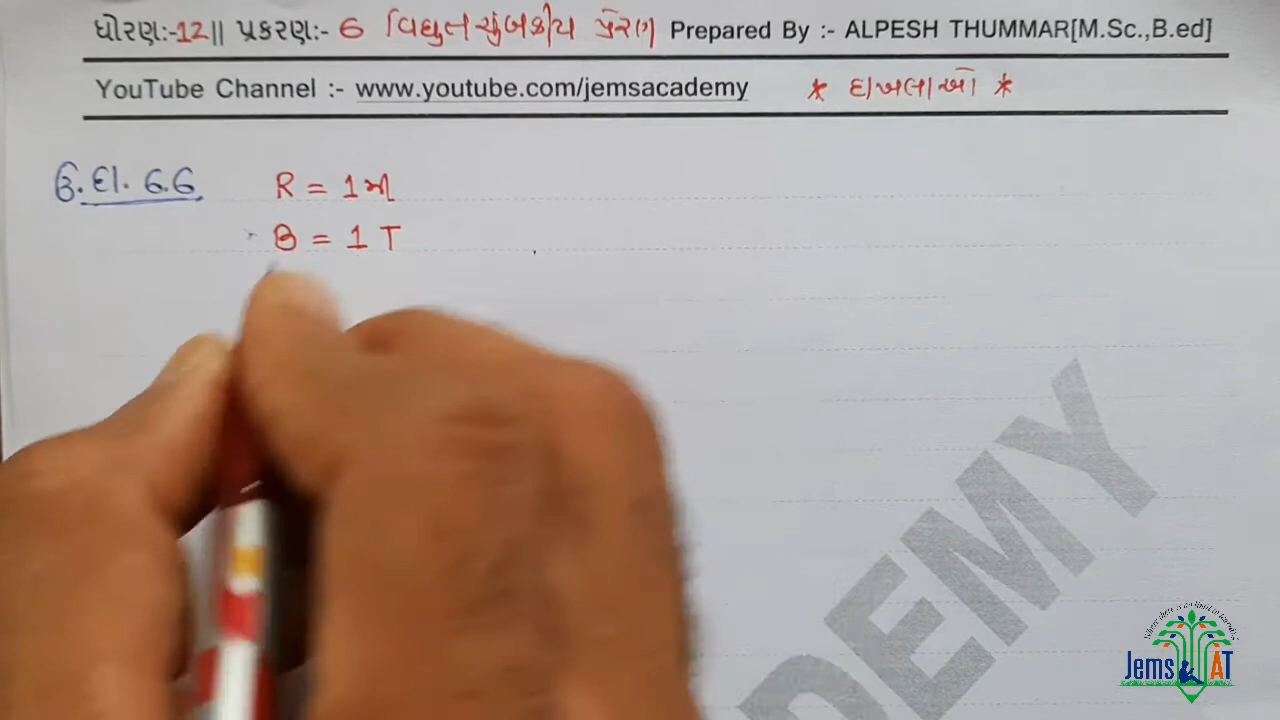 ધોરણ:-12|| પ્રકરણ:- 6 વિદ્યુત ચુંબકીય પ્રેરણ Prepared By :- ALPESH THUMMAR[M.Sc.,B.ed]
YouTube Channel :- www.youtube.com/jemsacademy * દાખલાઓ *
ઉ.દા. 6.6 R = 1 મ
B = 1 T
DEMY
Jems AT